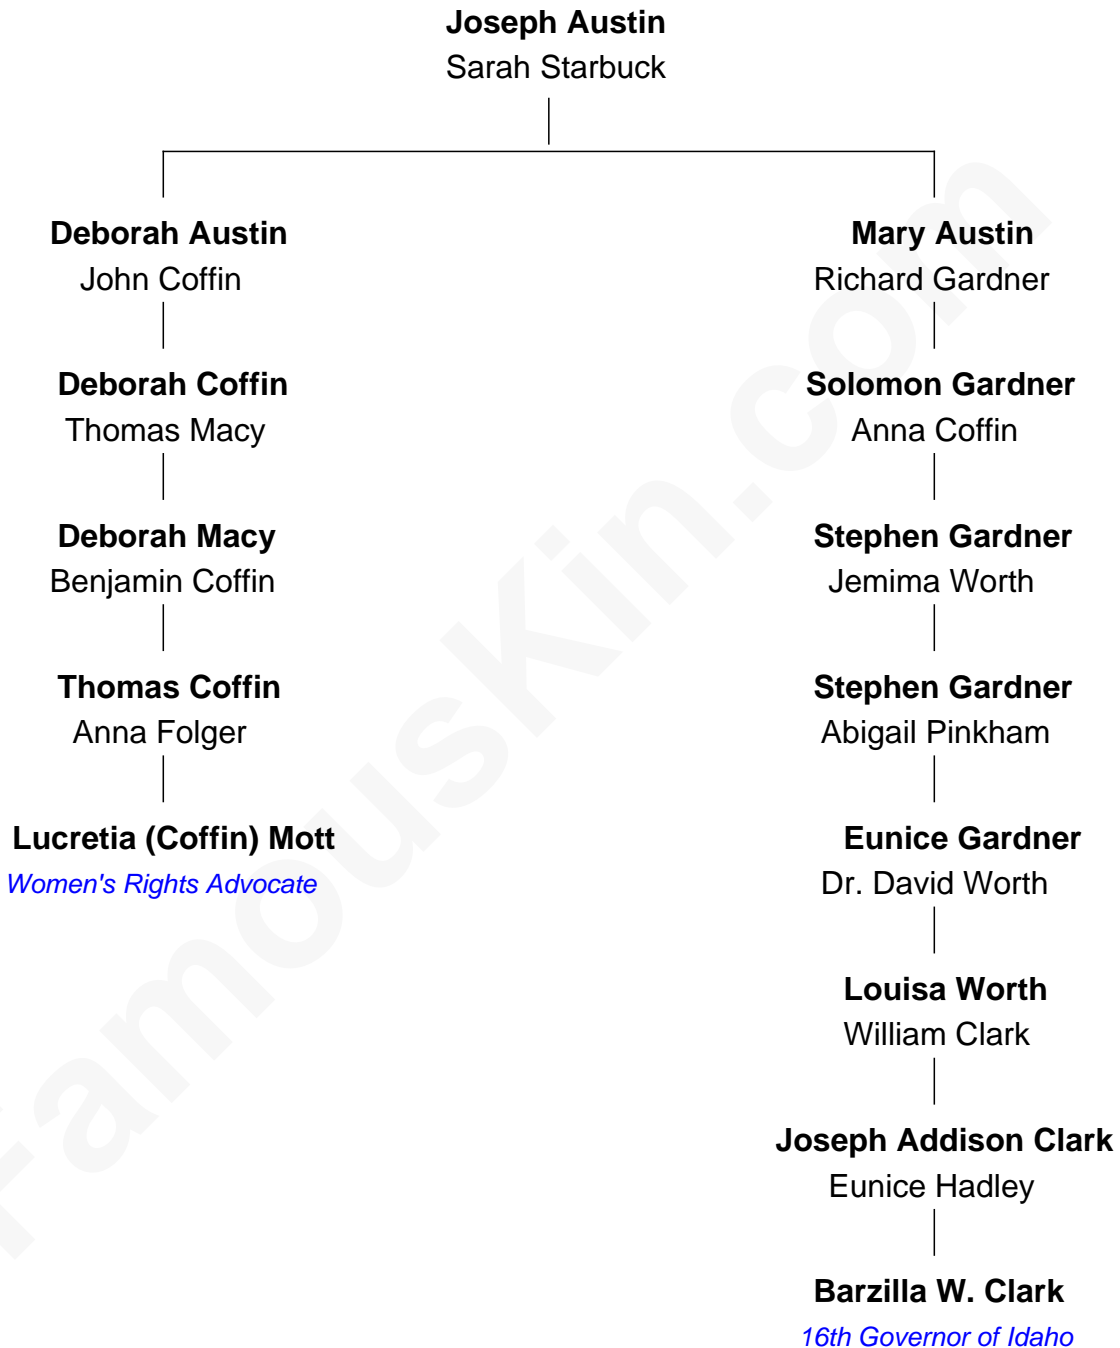 Joseph Austin
Sarah Starbuck
Deborah Austin
John Coffin
Mary Austin
Richard Gardner
Deborah Coffin
Thomas Macy
Solomon Gardner
Anna Coffin
Deborah Macy
Benjamin Coffin
Stephen Gardner
Jemima Worth
Thomas Coffin
Anna Folger
Stephen Gardner
Abigail Pinkham
Lucretia (Coffin) Mott
Women's Rights Advocate
Eunice Gardner
Dr. David Worth
Louisa Worth
William Clark
Joseph Addison Clark
Eunice Hadley
Barzilla W. Clark
16th Governor of Idaho
FamousKin.com